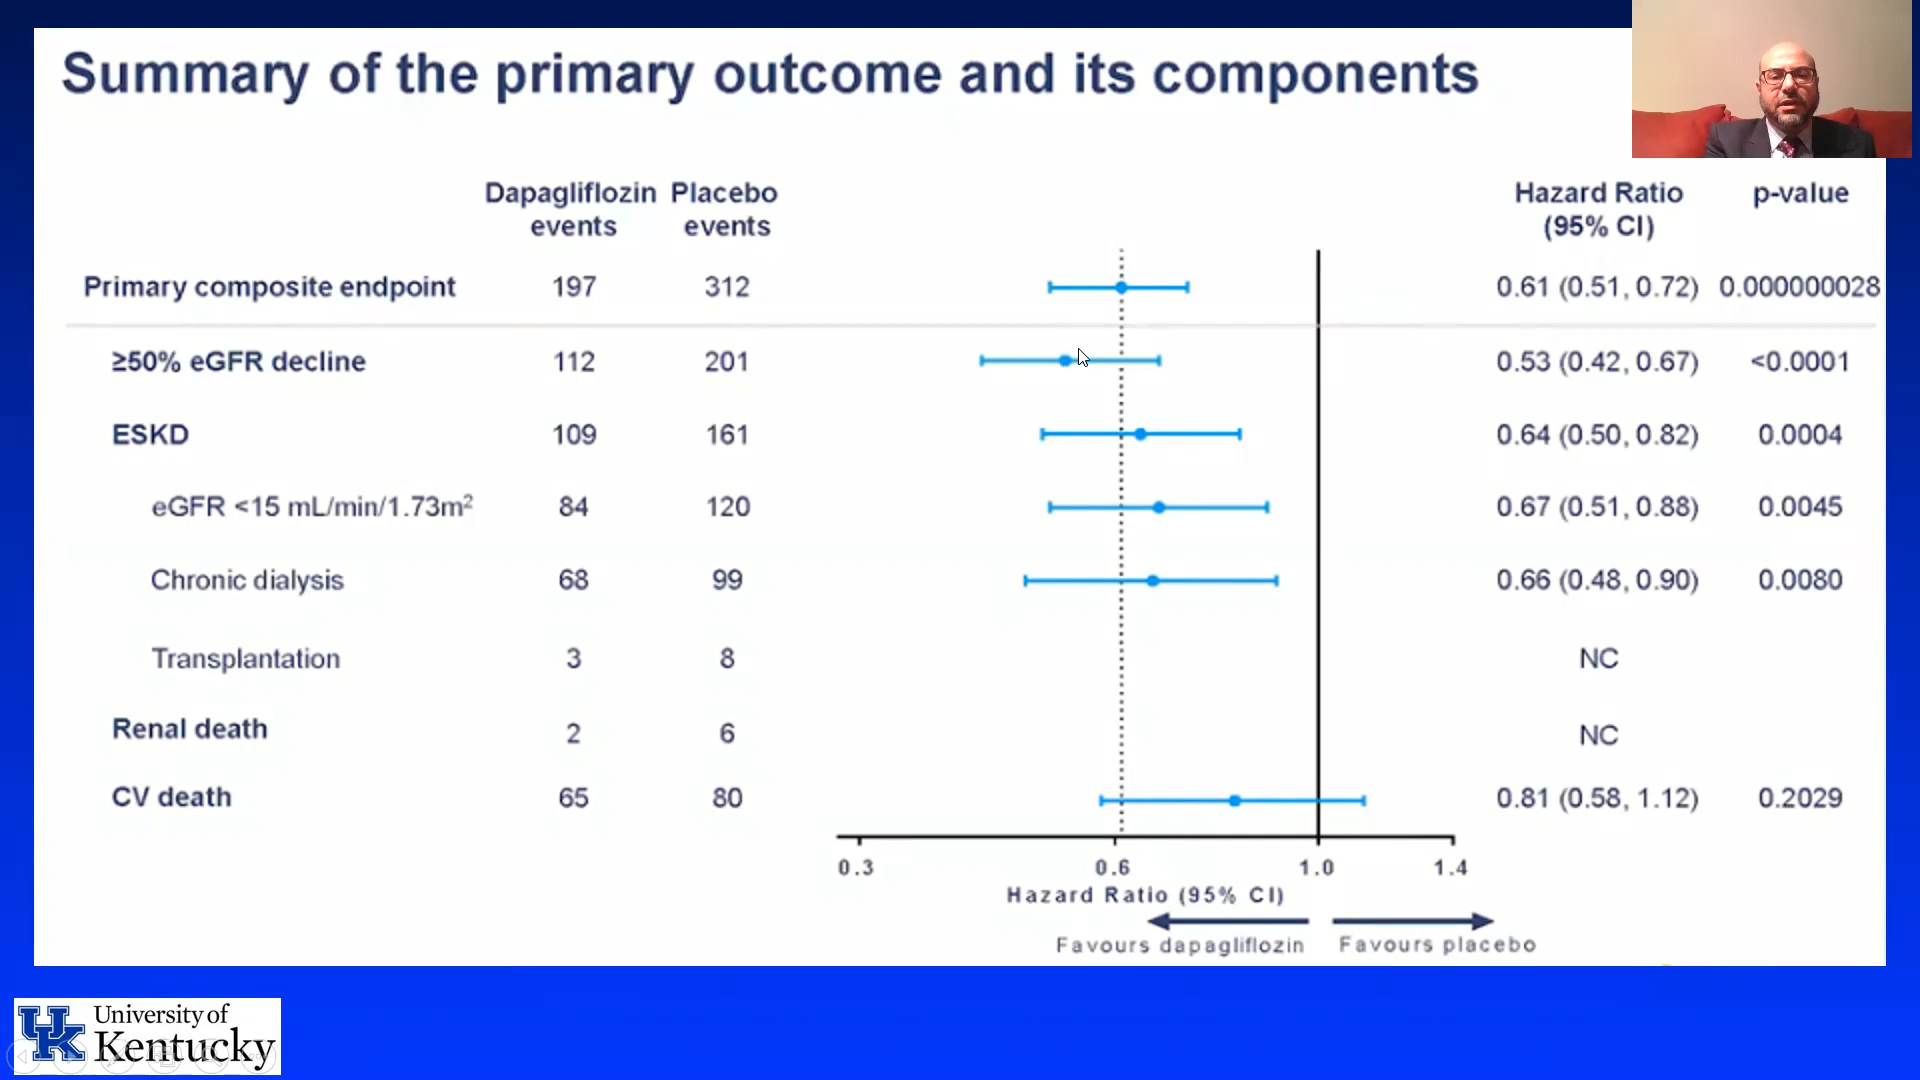 Summary of the primary outcome and its components
Dapagliflozin events Placebo events Hazard Ratio (95% CI) p-value
Primary composite endpoint 197 312 0.61 (0.51, 0.72) 0.000000028
≥50% eGFR decline 112 201 0.53 (0.42, 0.67) <0.0001
ESKD 109 161 0.64 (0.50, 0.82) 0.0004
eGFR <15 mL/min/1.73m² 84 120 0.67 (0.51, 0.88) 0.0045
Chronic dialysis 68 99 0.66 (0.48, 0.90) 0.0080
Transplantation 3 8 NC
Renal death 2 6 NC
CV death 65 80 0.81 (0.58, 1.12) 0.2029
0.3 0.6 1.0 1.4
Hazard Ratio (95% CI)
Favours dapagliflozin Favours placebo
UK University of
Kentucky